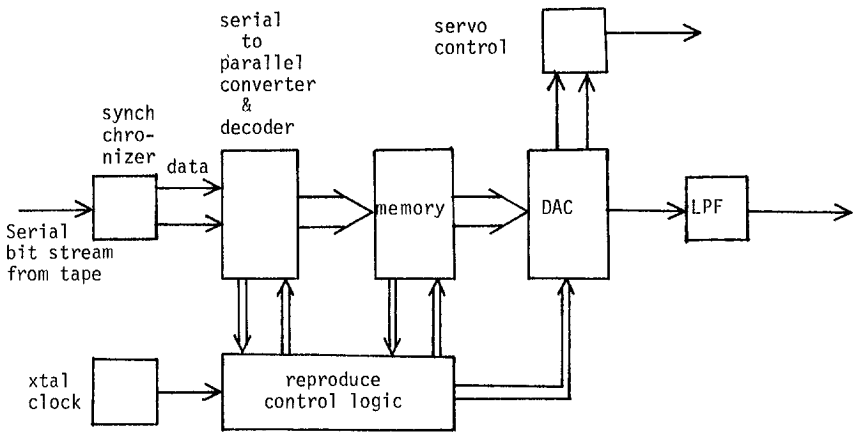 serial
to
parallel
converter
&
decoder
servo
control
synch
chro-
nizer
data
memory
DAC
LPF
Serial
bit stream
from tape
xtal
clock
reproduce
control logic